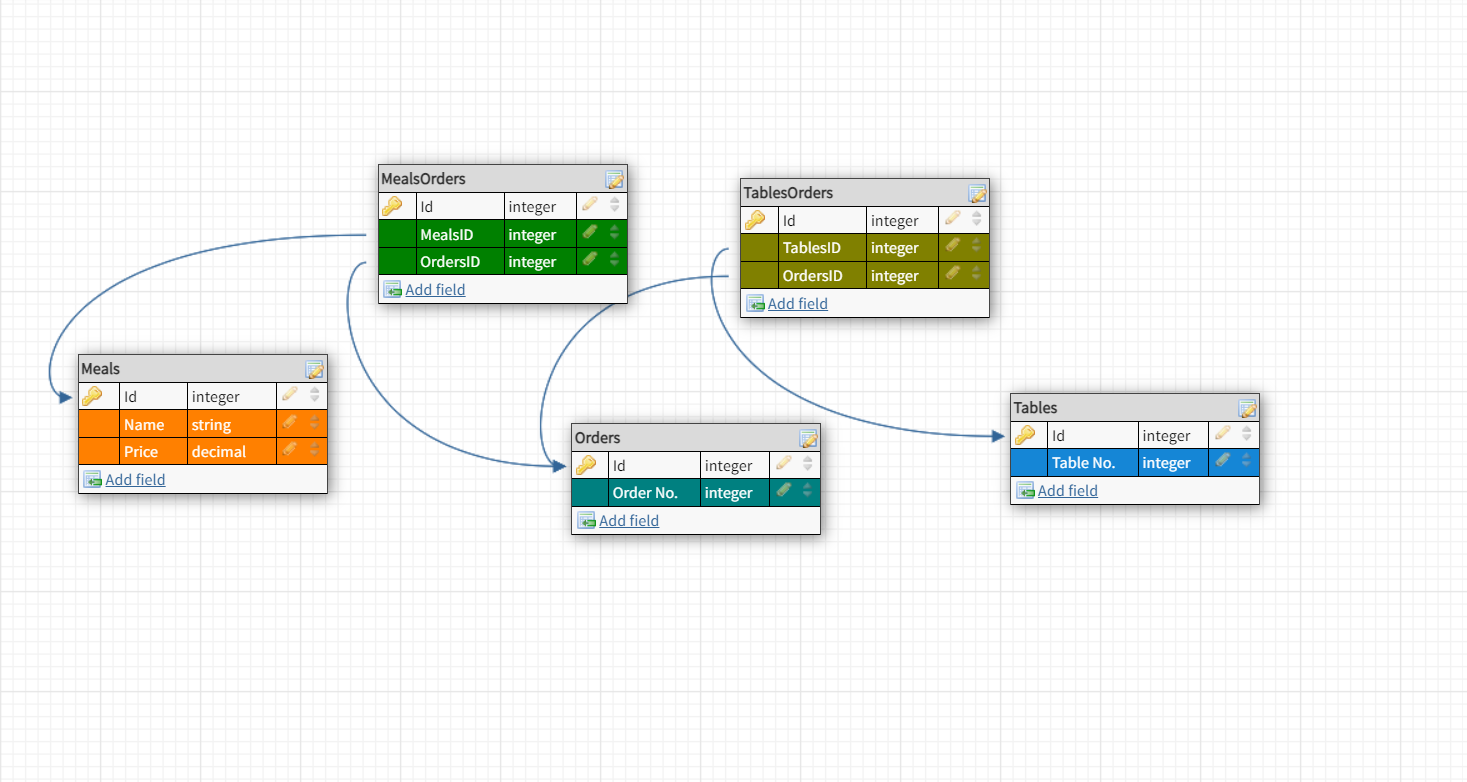 MealsOrders
Id integer
MealsID integer
OrdersID integer
Add field
TablesOrders
Id integer
TablesID integer
OrdersID integer
Add field
Meals
Id integer
Name string
Price decimal
Add field
Orders
Id integer
Order No. integer
Add field
Tables
Id integer
Table No. integer
Add field